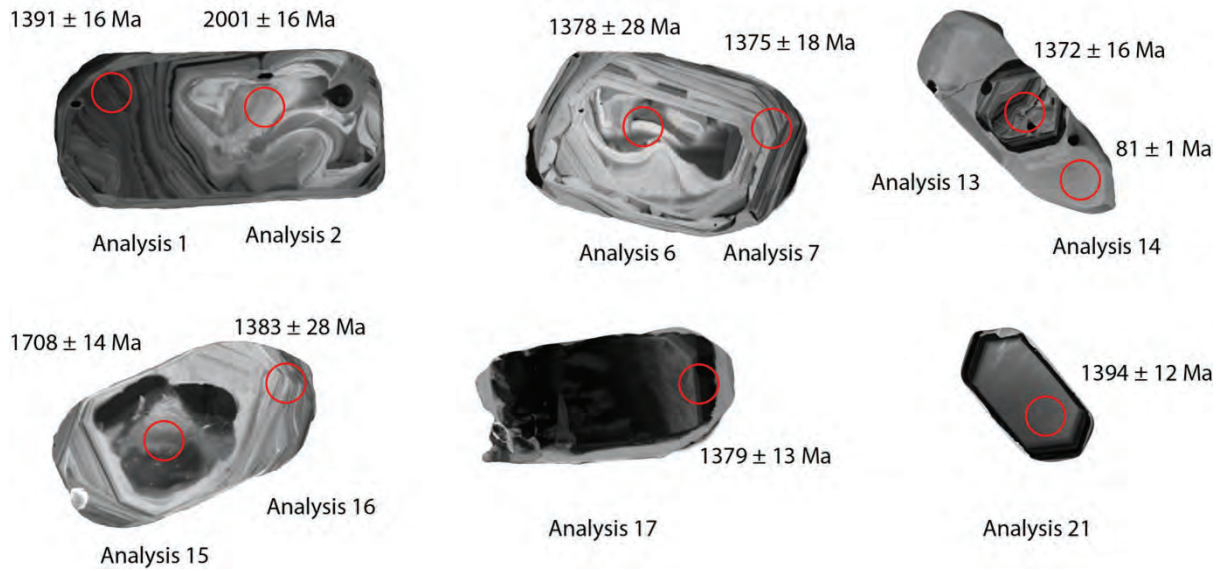 1391 ± 16 Ma
2001 ± 16 Ma
Analysis 1
Analysis 2
1378 ± 28 Ma
1375 ± 18 Ma
Analysis 6
Analysis 7
1372 ± 16 Ma
81 ± 1 Ma
Analysis 13
Analysis 14
1708 ± 14 Ma
1383 ± 28 Ma
Analysis 16
Analysis 15
1379 ± 13 Ma
Analysis 17
1394 ± 12 Ma
Analysis 21